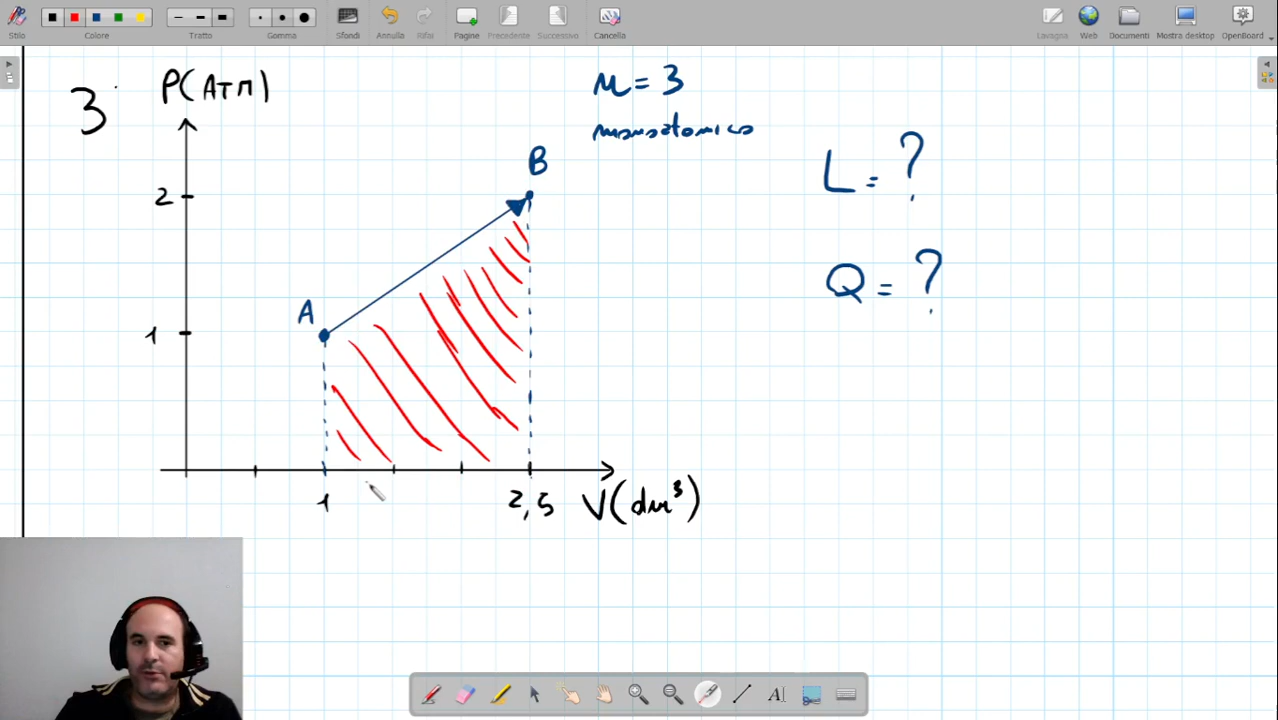 Stilo
Colore
Tratto
Gomma
Sfondi
Annulla
Rifai
Pagine
Precedente
Successivo
Cancella
Lavagna
Web
Documenti
Mostra desktop
OpenBoard
3
P(ATM)
n = 3
monoatomico
B
L = ?
2
Q = ?
A
1
1
2,5
V(dm³)
A